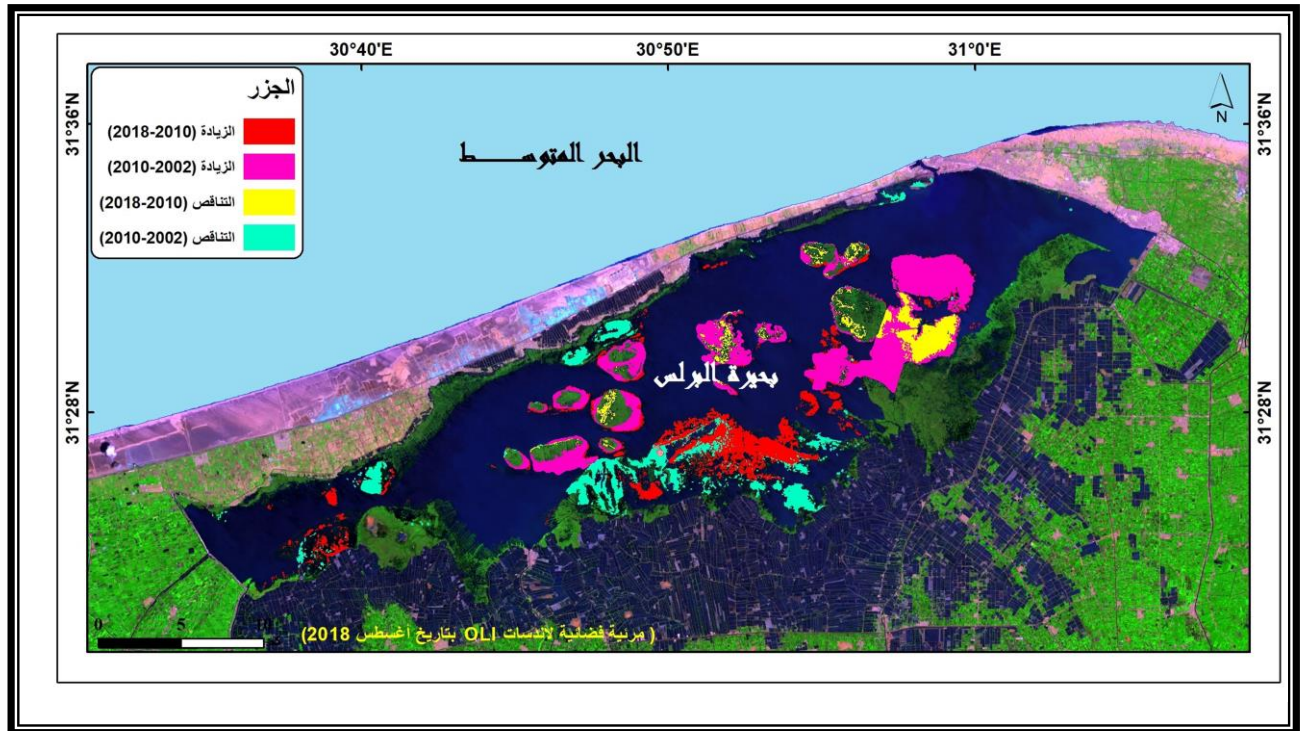 30°40'E 30°50'E 31°0'E
الجزر
الزيادة (2010-2018)
الزيادة (2002-2010)
التناقص (2010-2018)
التناقص (2002-2010)
N
31°36'N
31°36'N
البحر المتوســـط
بحيرة البرلس
31°28'N
31°28'N
0 5 10
( مرئية فضائية لاندسات OLI بتاريخ اغسطس 2018)